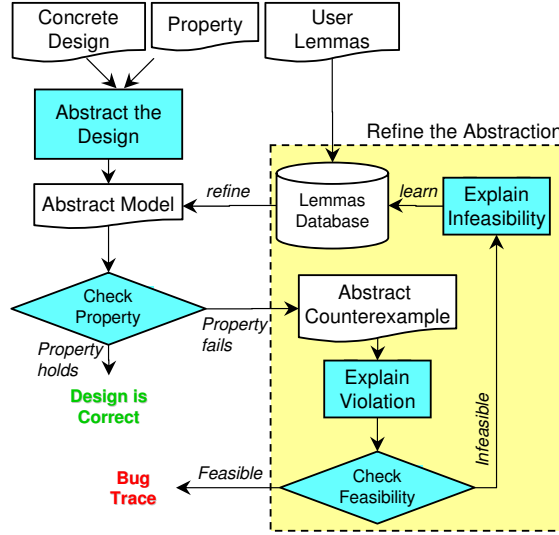 Concrete
Design
Property
User
Lemmas
Abstract the
Design
Refine the Abstraction
Abstract Model
refine
Lemmas
Database
learn
Explain
Infeasibility
Check
Property
Property
fails
Abstract
Counterexample
Property
holds
Design is
Correct
Explain
Violation
Infeasible
Bug
Trace
Feasible
Check
Feasibility